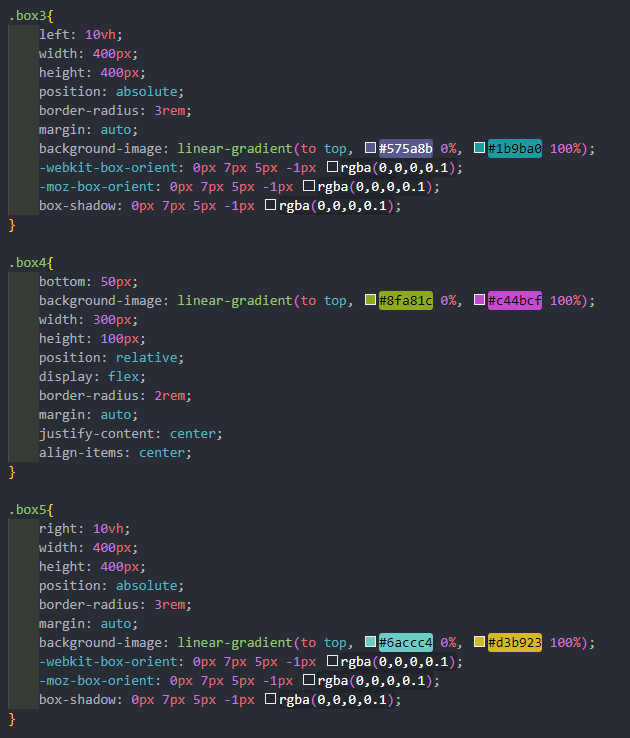 .box3{
left: 10vh;
width: 400px;
height: 400px;
position: absolute;
border-radius: 3rem;
margin: auto;
background-image: linear-gradient(to top, #575a8b 0%, #1b9ba0 100%);
-webkit-box-orient: 0px 7px 5px -1px rgba(0,0,0,0.1);
-moz-box-orient: 0px 7px 5px -1px rgba(0,0,0,0.1);
box-shadow: 0px 7px 5px -1px rgba(0,0,0,0.1);
}
.box4{
bottom: 50px;
background-image: linear-gradient(to top, #8fa81c 0%, #c44bcf 100%);
width: 300px;
height: 100px;
position: relative;
display: flex;
border-radius: 2rem;
margin: auto;
justify-content: center;
align-items: center;
}
.box5{
right: 10vh;
width: 400px;
height: 400px;
position: absolute;
border-radius: 3rem;
margin: auto;
background-image: linear-gradient(to top, #6accc4 0%, #d3b923 100%);
-webkit-box-orient: 0px 7px 5px -1px rgba(0,0,0,0.1);
-moz-box-orient: 0px 7px 5px -1px rgba(0,0,0,0.1);
box-shadow: 0px 7px 5px -1px rgba(0,0,0,0.1);
}